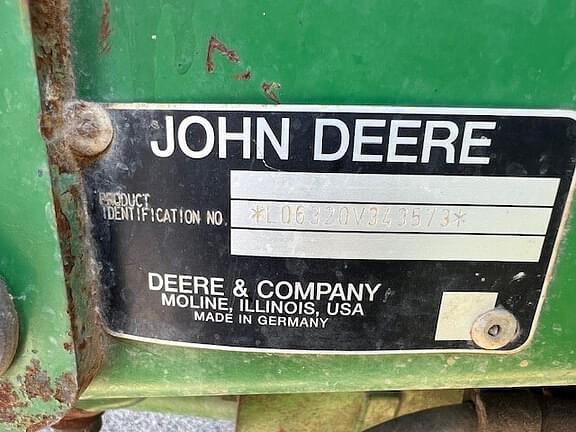 JOHN DEERE
PRODUCT
IDENTIFICATION NO. *L06320V343573*
DEERE & COMPANY
MOLINE, ILLINOIS, USA
MADE IN GERMANY